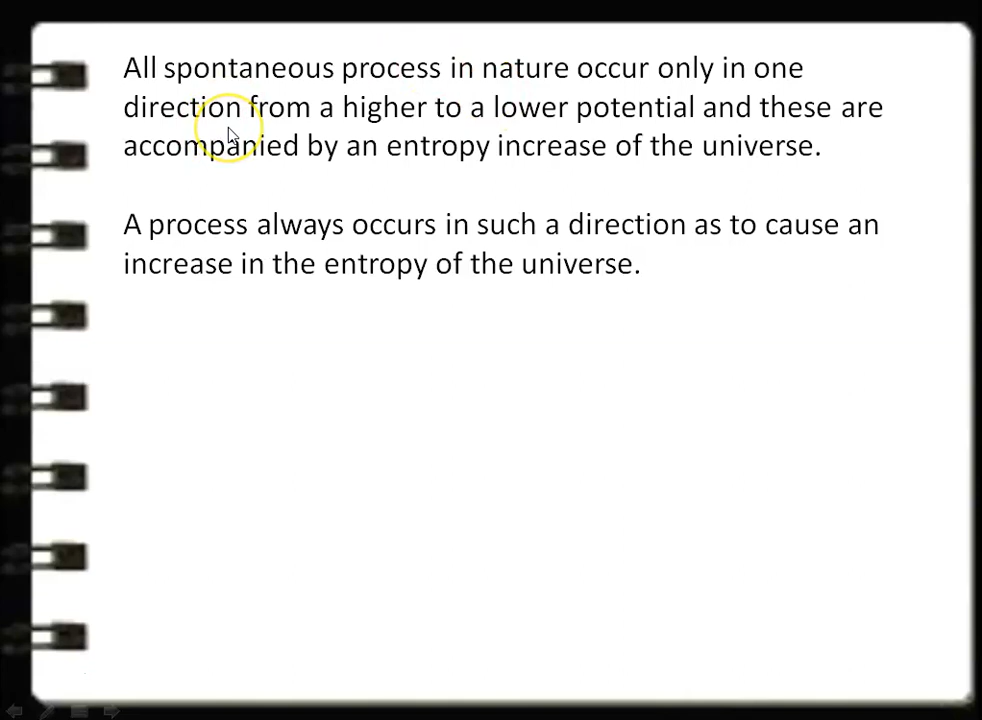 All spontaneous process in nature occur only in one
direction from a higher to a lower potential and these are
accompanied by an entropy increase of the universe.
A process always occurs in such a direction as to cause an
increase in the entropy of the universe.